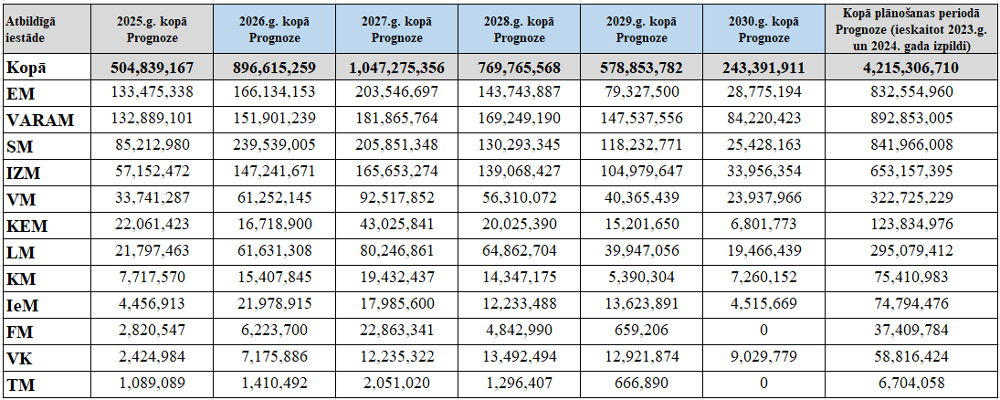 Atbildīgā iestāde	2025.g. kopā Prognoze	2026.g. kopā Prognoze	2027.g. kopā Prognoze	2028.g. kopā Prognoze	2029.g. kopā Prognoze	2030.g. kopā Prognoze	Kopā plānošanas periodā Prognoze (ieskaitot 2023.g. un 2024. gada izpildi)
Kopā	504,839,167	896,615,259	1,047,275,356	769,765,568	578,853,782	243,391,911	4,215,306,710
EM	133,475,338	166,134,153	203,546,697	143,743,887	79,327,500	28,775,194	832,554,960
VARAM	132,889,101	151,901,239	181,865,764	169,249,190	147,537,556	84,220,423	892,853,005
SM	85,212,980	239,539,005	205,851,348	130,293,345	118,232,771	25,428,163	841,966,008
IZM	57,152,472	147,241,671	165,653,274	139,068,427	104,979,647	33,956,354	653,157,395
VM	33,741,287	61,252,145	92,517,852	56,310,072	40,365,439	23,937,966	322,725,229
KEM	22,061,423	16,718,900	43,025,841	20,025,390	15,201,650	6,801,773	123,834,976
LM	21,797,463	61,631,308	80,246,861	64,862,704	39,947,056	19,466,439	295,079,412
KM	7,717,570	15,407,845	19,432,437	14,347,175	5,390,304	7,260,152	75,410,983
IeM	4,456,913	21,978,915	17,985,600	12,233,488	13,623,891	4,515,669	74,794,476
FM	2,820,547	6,223,700	22,863,341	4,842,990	659,206	0	37,409,784
VK	2,424,984	7,175,886	12,235,322	13,492,494	12,921,874	9,029,779	58,816,424
TM	1,089,089	1,410,492	2,051,020	1,296,407	666,890	0	6,704,058